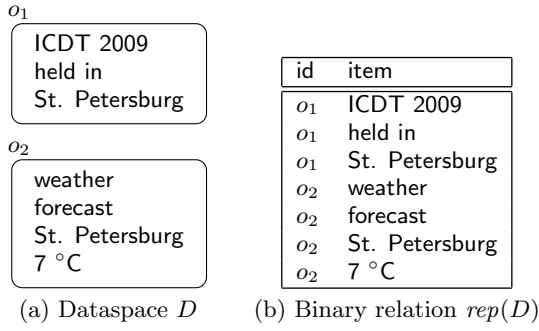 o₁
ICDT 2009
held in
St. Petersburg
o₂
weather
forecast
St. Petersburg
7 °C
(a) Dataspace D
id item
o₁ ICDT 2009
o₁ held in
o₁ St. Petersburg
o₂ weather
o₂ forecast
o₂ St. Petersburg
o₂ 7 °C
(b) Binary relation rep(D)